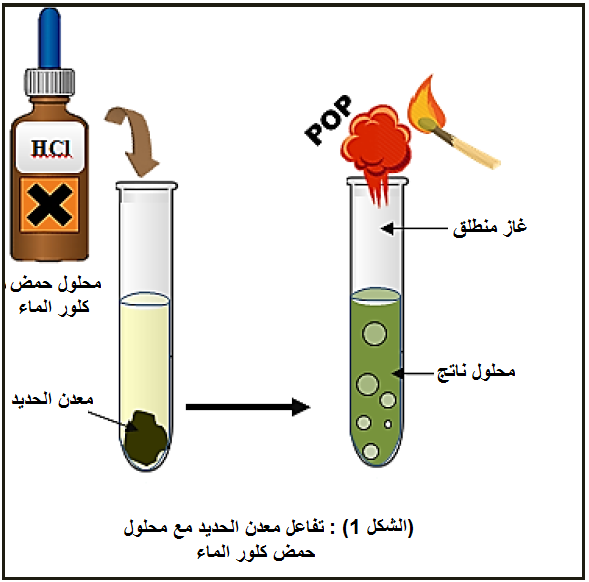 HCl
POP
غاز منطلق
محلول حمض
كلور الماء
محلول ناتج
معدن الحديد
(الشكل 1) : تفاعل معدن الحديد مع محلول
حمض كلور الماء